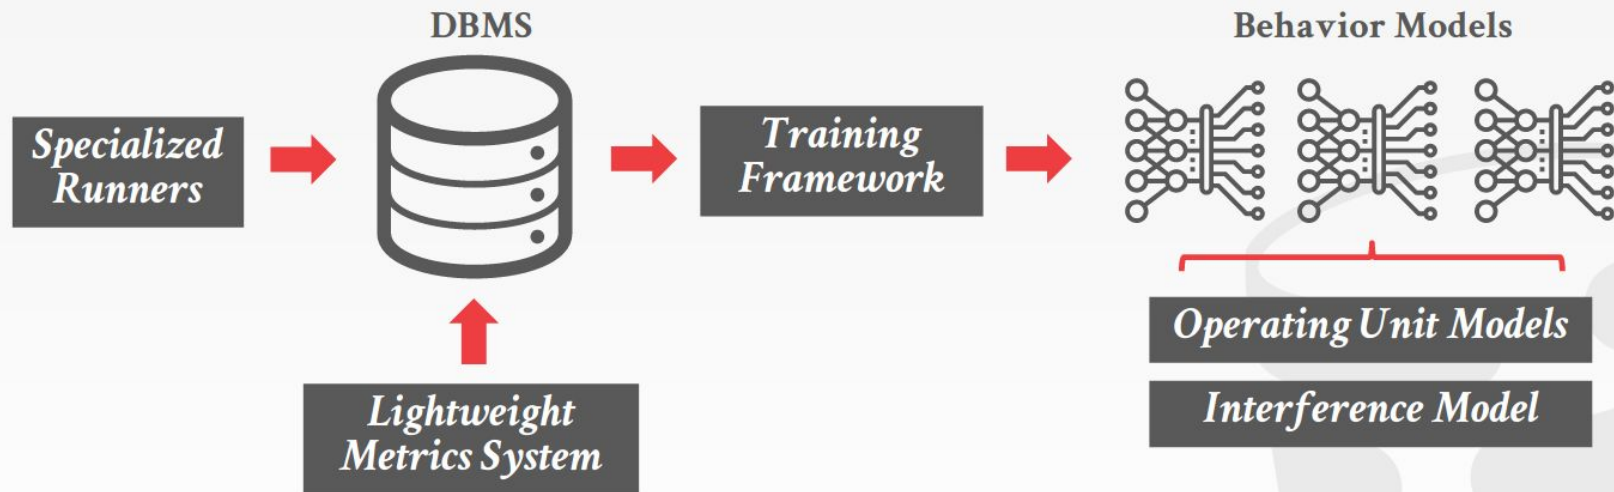 DBMS
Behavior Models
Specialized
Runners
Training
Framework
Operating Unit Models
Interference Model
Lightweight
Metrics System